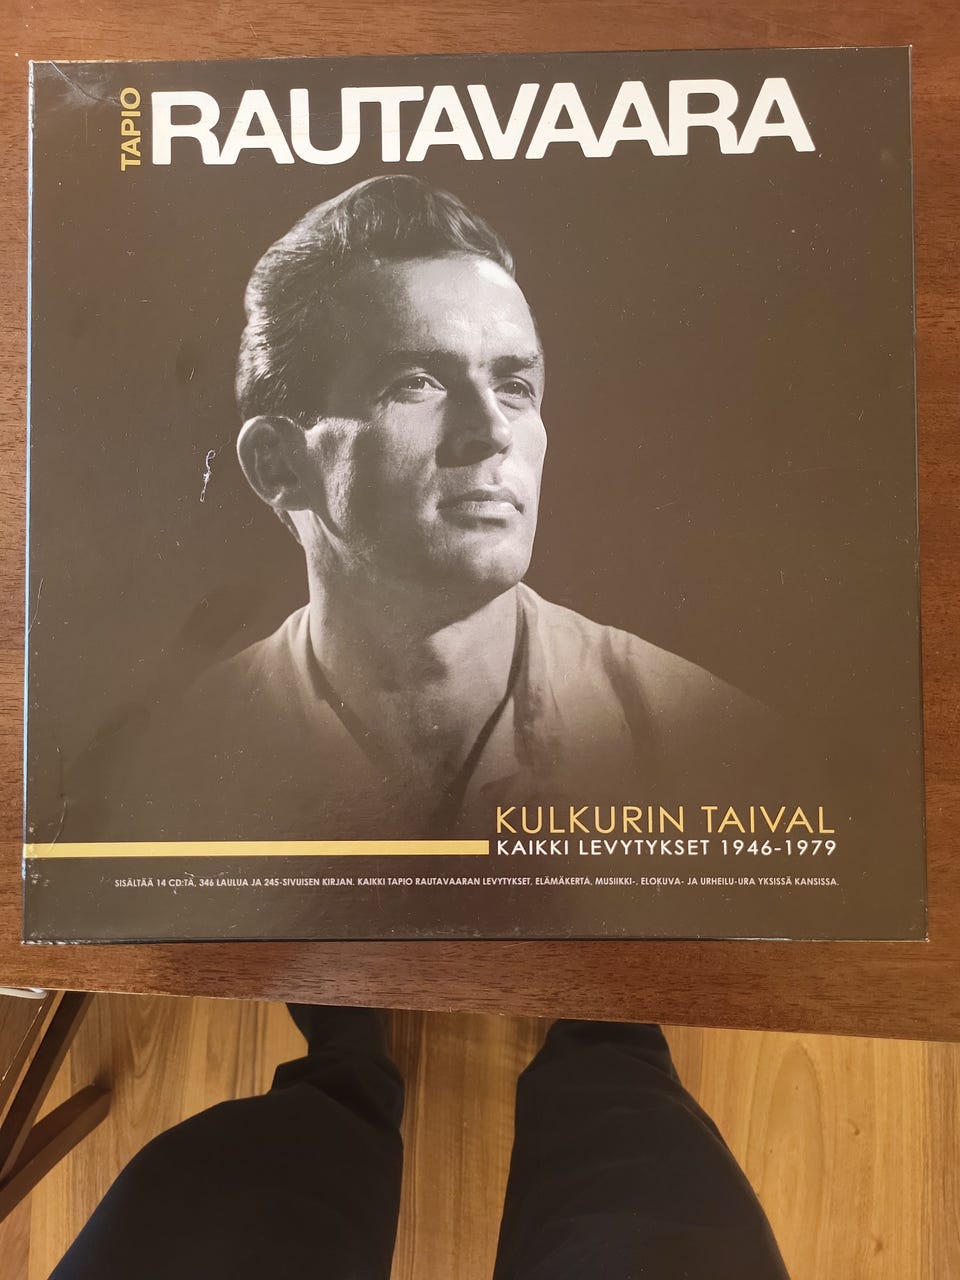 TAPIO
RAUTAVAARA
KULKURIN TAIVAL
KAIKKI LEVYTYKSET 1946-1979
SISÄLTÄÄ 14 CD:TÄ, 346 LAULUA JA 245-SIVUISEN KIRJAN. KAIKKI TAPIO RAUTAVAARAN LEVYTYKSET, ELÄMÄKERTA, MUSIIKKI-, ELOKUVA- JA URHEILU-URA YKSISSÄ KANSISSA.